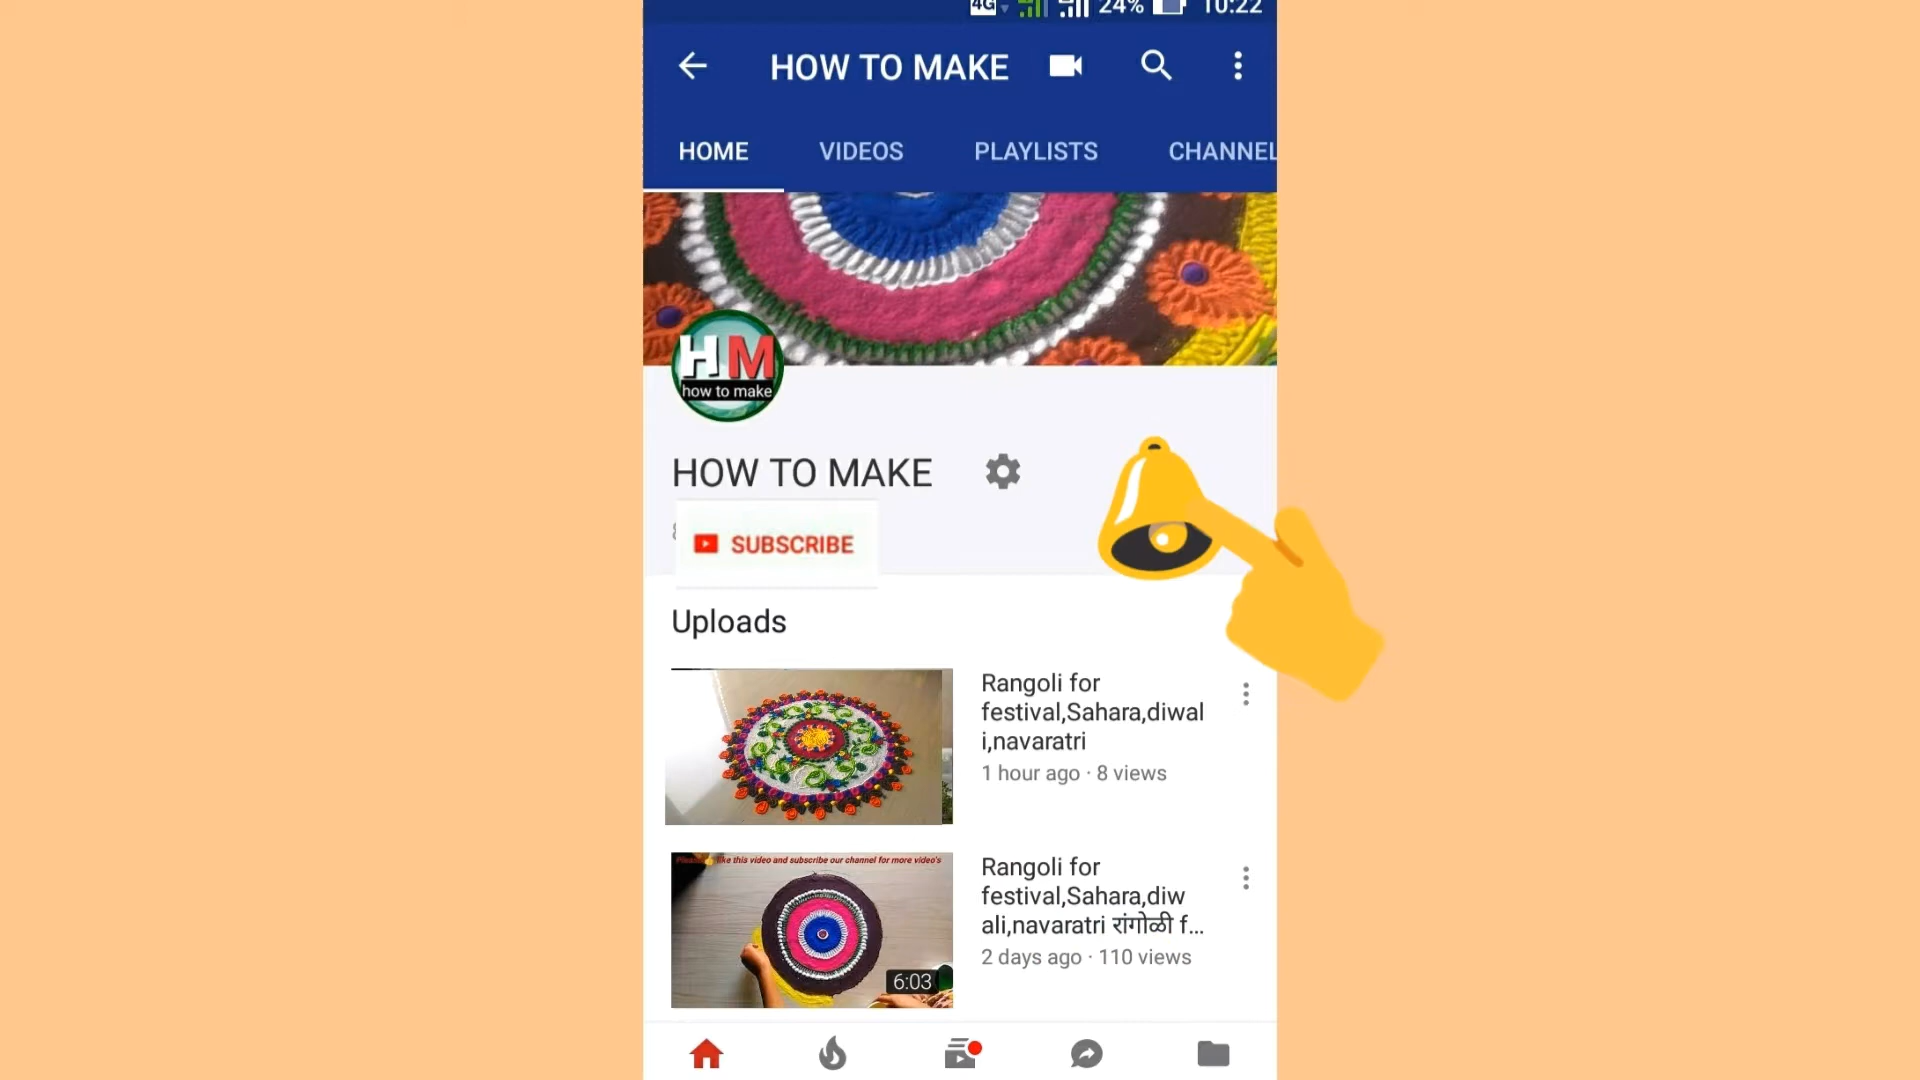 4G 24% 10:22
HOW TO MAKE
HOME VIDEOS PLAYLISTS CHANNEL
HM
how to make
HOW TO MAKE
SUBSCRIBE
Uploads
Rangoli for
festival,Sahara,diwal
i,navaratri
1 hour ago · 8 views
like this video and subscribe our channel for more video's
6:03
Rangoli for
festival,Sahara,diw
ali,navaratri रांगोळी f...
2 days ago · 110 views